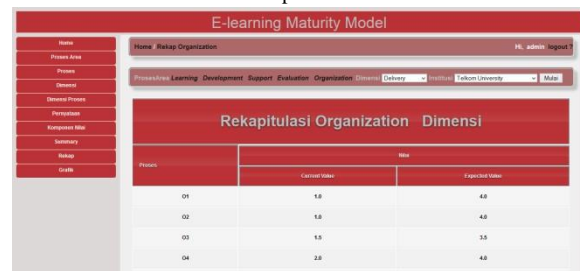 E-learning Maturity Model
Home
Proses Area
Proses
Dimensi
Dimensi Proses
Pernyataan
Komponen Nilai
Summary
Rekap
Grafik
Home / Rekap Organization
Hi, admin logout ?
ProsesArea Learning Development Support Evaluation Organization Dimensi Delivery Institusi Telkom University Mulai
Rekapitulasi Organization Dimensi
Proses
Nilai
Current Value Expected Value
O1 1.0 4.0
O2 1.0 4.0
O3 1.5 3.5
O4 2.0 4.0